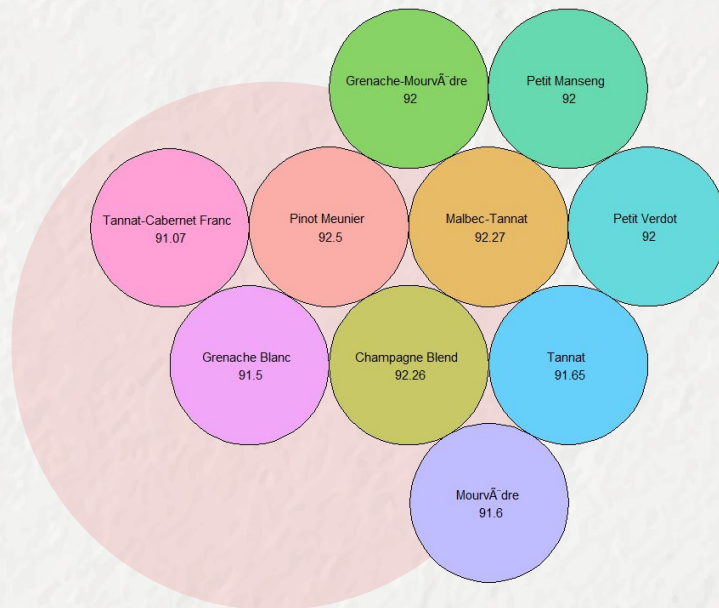 Grenache-MourvÃ¨dre
92
Petit Manseng
92
Tannat-Cabernet Franc
91.07
Pinot Meunier
92.5
Malbec-Tannat
92.27
Petit Verdot
92
Grenache Blanc
91.5
Champagne Blend
92.26
Tannat
91.65
MourvÃ¨dre
91.6